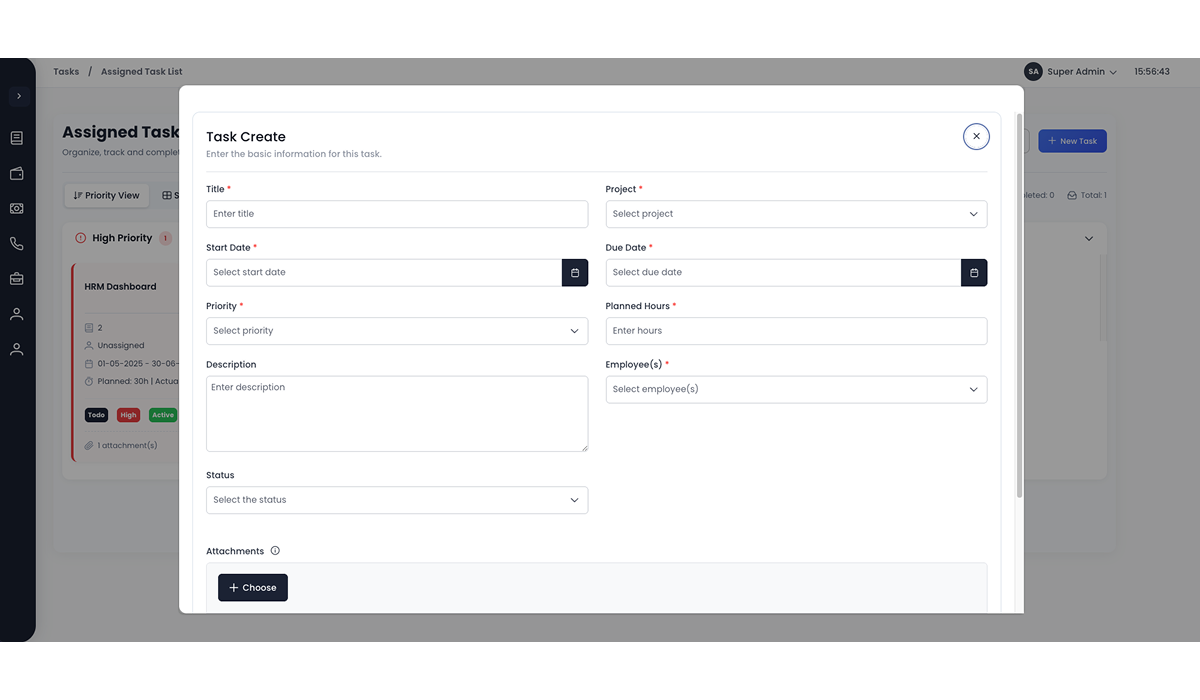 Tasks / Assigned Task List
SA Super Admin 15:56:43
Assigned Task
Organize, track and
New Task
Priority View
Total: 1
High Priority 1
HRM Dashboard
2
Unassigned
01-05-2025 - 30-06-
Planned: 30h |
Todo High Active
1 attachment(s)
Task Create
Enter the basic information for this task.
Title *
Enter title
Project *
Select project
Start Date *
Select start date
Due Date *
Select due date
Priority *
Select priority
Planned Hours *
Enter hours
Description
Enter description
Employee(s) *
Select employee(s)
Status
Select the status
Attachments
Choose